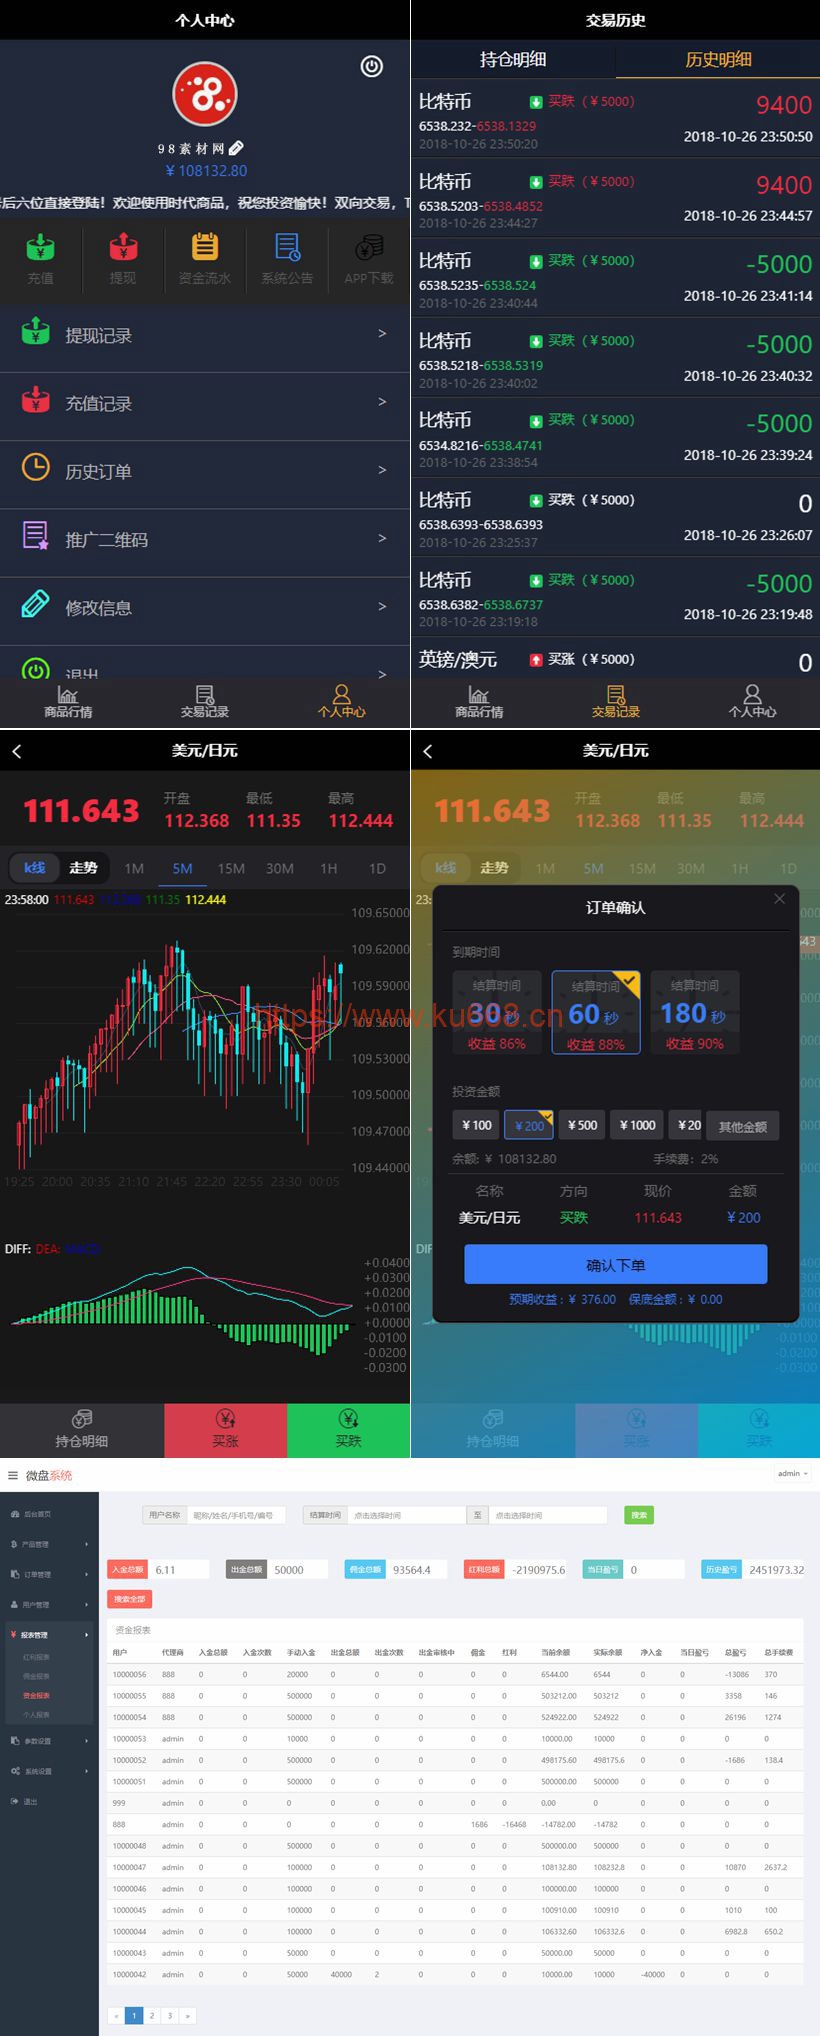 个人中心
98素材网
¥ 108132.80
后六位直接登陆！欢迎使用时代商品，祝您投资愉快！双向交易，T
充值 提现 资金流水 系统公告 APP下载
提现记录 >
充值记录 >
历史订单 >
推广二维码 >
修改信息 >
退出 >
商品行情 交易记录 个人中心
交易历史
持仓明细 历史明细
比特币 买跌（¥5000） 9400
6538.232-6538.1329
2018-10-26 23:50:20 2018-10-26 23:50:50
比特币 买跌（¥5000） 9400
6538.5203-6538.4852
2018-10-26 23:44:27 2018-10-26 23:44:57
比特币 买跌（¥5000） -5000
6538.5235-6538.524
2018-10-26 23:40:44 2018-10-26 23:41:14
比特币 买跌（¥5000） -5000
6538.5218-6538.5319
2018-10-26 23:40:02 2018-10-26 23:40:32
比特币 买跌（¥5000） -5000
6534.8216-6538.4741
2018-10-26 23:38:54 2018-10-26 23:39:24
比特币 买跌（¥5000） 0
6538.6393-6538.6393
2018-10-26 23:25:37 2018-10-26 23:26:07
比特币 买跌（¥5000） -5000
6538.6382-6538.6737
2018-10-26 23:19:18 2018-10-26 23:19:48
英镑/澳元 买涨（¥5000） 0
商品行情 交易记录 个人中心
美元/日元
111.643 开盘 最低 最高
112.368 111.35 112.444
k线 走势 1M 5M 15M 30M 1H 1D
23:58:00 111.643 112.368 111.35 112.444
109.65000
109.62000
109.59000
109.56000
109.53000
109.50000
109.47000
109.44000
19:25 20:00 20:35 21:10 21:45 22:20 22:55 23:30 00:05
DIFF: DEA: MACD
+0.0400
+0.0300
+0.0200
+0.0100
+0.0000
-0.0100
-0.0200
-0.0300
持仓明细 买涨 买跌
美元/日元
111.643 开盘 最低 最高
112.368 111.35 112.444
k线 走势 1M 5M 15M 30M 1H 1D
订单确认
到期时间
结算时间 结算时间 结算时间
30 秒 60 秒 180 秒
收益 86% 收益 88% 收益 90%
投资金额
¥100 ¥200 ¥500 ¥1000 ¥20 其他金额
余额: ¥ 108132.80 手续费: 2%
名称 方向 现价 金额
美元/日元 买跌 111.643 ¥200
确认下单
预期收益：¥ 376.00 保底金额：¥ 0.00
持仓明细 买涨 买跌
https://www.ku668.cn
微盘系统 admin
后台首页
产品管理
订单管理
用户管理
报表管理
红利报表
佣金报表
资金报表
个人报表
参数设置
系统设置
退出
用户名称 昵称/姓名/手机号/编号 结算时间 点击选择时间 至 点击选择时间 搜索
入金总额 6.11 出金总额 50000 佣金总额 93564.4 红利总额 -2190975.6 当日盈亏 0 历史盈亏 2451973.32
搜索全部
资金报表
用户 代理商 入金总额 入金次数 手动入金 出金总额 出金次数 出金审核中 佣金 红利 当前余额 实际余额 净入金 当日盈亏 总盈亏 总手续费
10000056 888 0 0 20000 0 0 0 0 0 6544.00 6544 0 0 -13086 370
10000055 888 0 0 500000 0 0 0 0 0 503212.00 503212 0 0 3358 146
10000054 888 0 0 500000 0 0 0 0 0 524922.00 524922 0 0 26196 1274
10000053 admin 0 0 10000 0 0 0 0 0 10000.00 10000 0 0 0 0
10000052 admin 0 0 500000 0 0 0 0 0 498175.60 498175.6 0 0 -1686 138.4
10000051 admin 0 0 500000 0 0 0 0 0 500000.00 500000 0 0 0 0
999 admin 0 0 0 0 0 0 0 0 0.00 0 0 0 0 0
888 admin 0 0 0 0 0 0 1686 -16468 -14782.00 -14782 0 0 0 0
10000048 admin 0 0 500000 0 0 0 0 0 500000.00 500000 0 0 0 0
10000047 admin 0 0 100000 0 0 0 0 0 108132.80 108232.8 0 0 10870 2637.2
10000046 admin 0 0 100000 0 0 0 0 0 100000.00 100000 0 0 0 0
10000045 admin 0 0 100000 0 0 0 0 0 100910.00 100910 0 0 1010 100
10000044 admin 0 0 100000 0 0 0 0 0 106332.60 106332.6 0 0 6982.8 650.2
10000043 admin 0 0 50000 0 0 0 0 0 50000.00 50000 0 0 0 0
10000042 admin 0 0 50000 40000 2 0 0 0 10000.00 10000 -40000 0 0 0
« 1 2 3 »